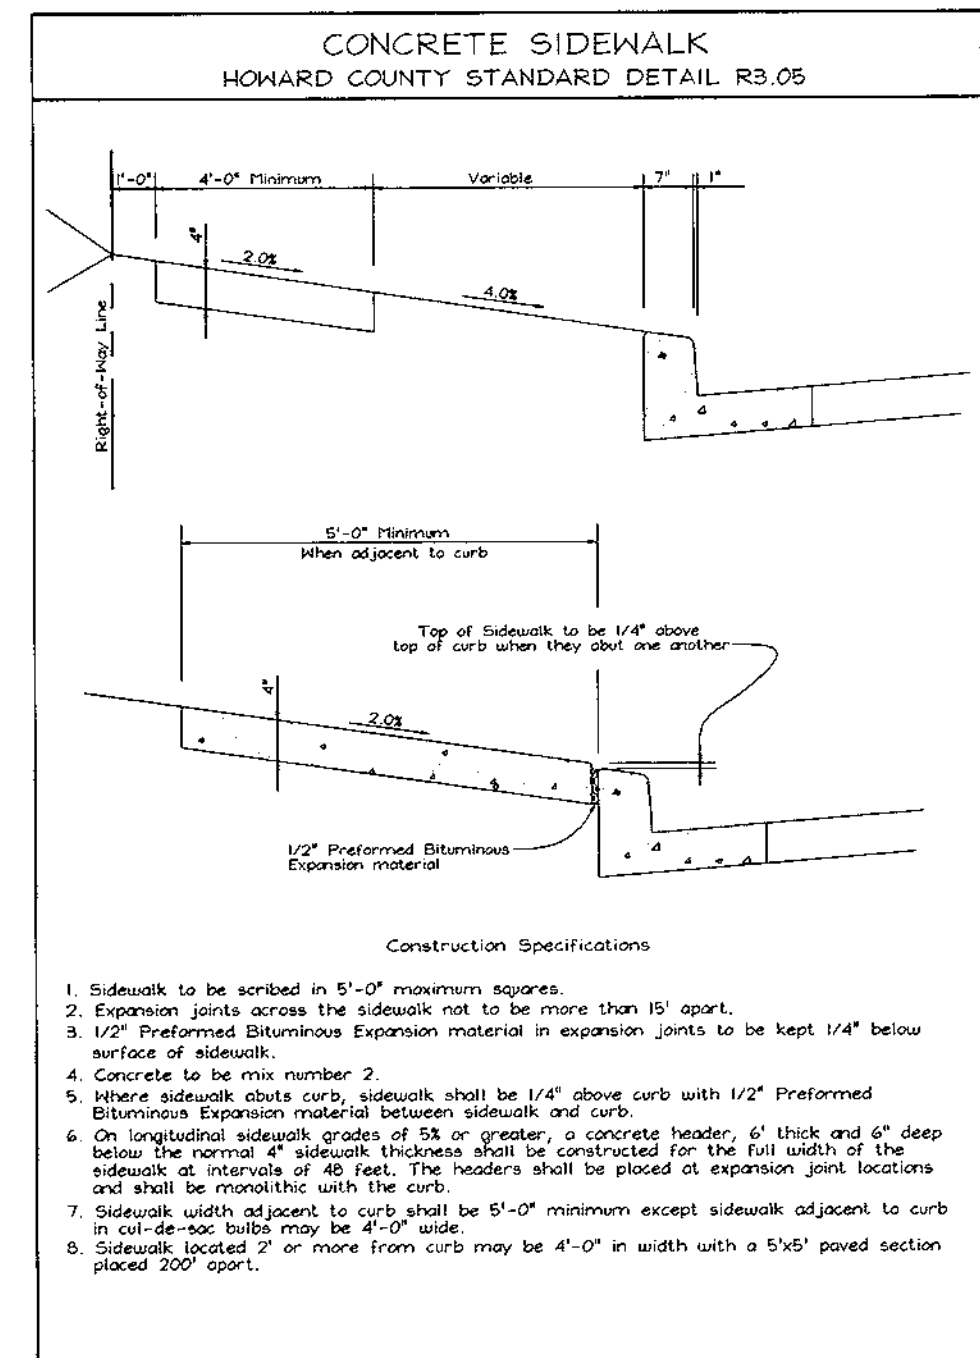 CONCRETE SIDEWALK
HOWARD COUNTY STANDARD DETAIL R3.05
1'-0" 4'-0" Minimum Variable 7" 1"
4"
2.0%
4.0%
Right-of-Way Line
5'-0" Minimum
When adjacent to curb
Top of Sidewalk to be 1/4" above
top of curb when they abut one another
4"
2.0%
1/2" Preformed Bituminous
Expansion material
Construction Specifications
1. Sidewalk to be scribed in 5'-0" maximum squares.
2. Expansion joints across the sidewalk not to be more than 15' apart.
3. 1/2" Preformed Bituminous Expansion material in expansion joints to be kept 1/4" below
surface of sidewalk.
4. Concrete to be mix number 2.
5. Where sidewalk abuts curb, sidewalk shall be 1/4" above curb with 1/2" Preformed
Bituminous Expansion material between sidewalk and curb.
6. On longitudinal sidewalk grades of 5% or greater, a concrete header, 6' thick and 6" deep
below the normal 4" sidewalk thickness shall be constructed for the full width of the
sidewalk at intervals of 48 feet. The headers shall be placed at expansion joint locations
and shall be monolithic with the curb.
7. Sidewalk width adjacent to curb shall be 5'-0" minimum except sidewalk adjacent to curb
in cul-de-sac bulbs may be 4'-0" wide.
8. Sidewalk located 2' or more from curb may be 4'-0" in width with a 5'x5' paved section
placed 200' apart.